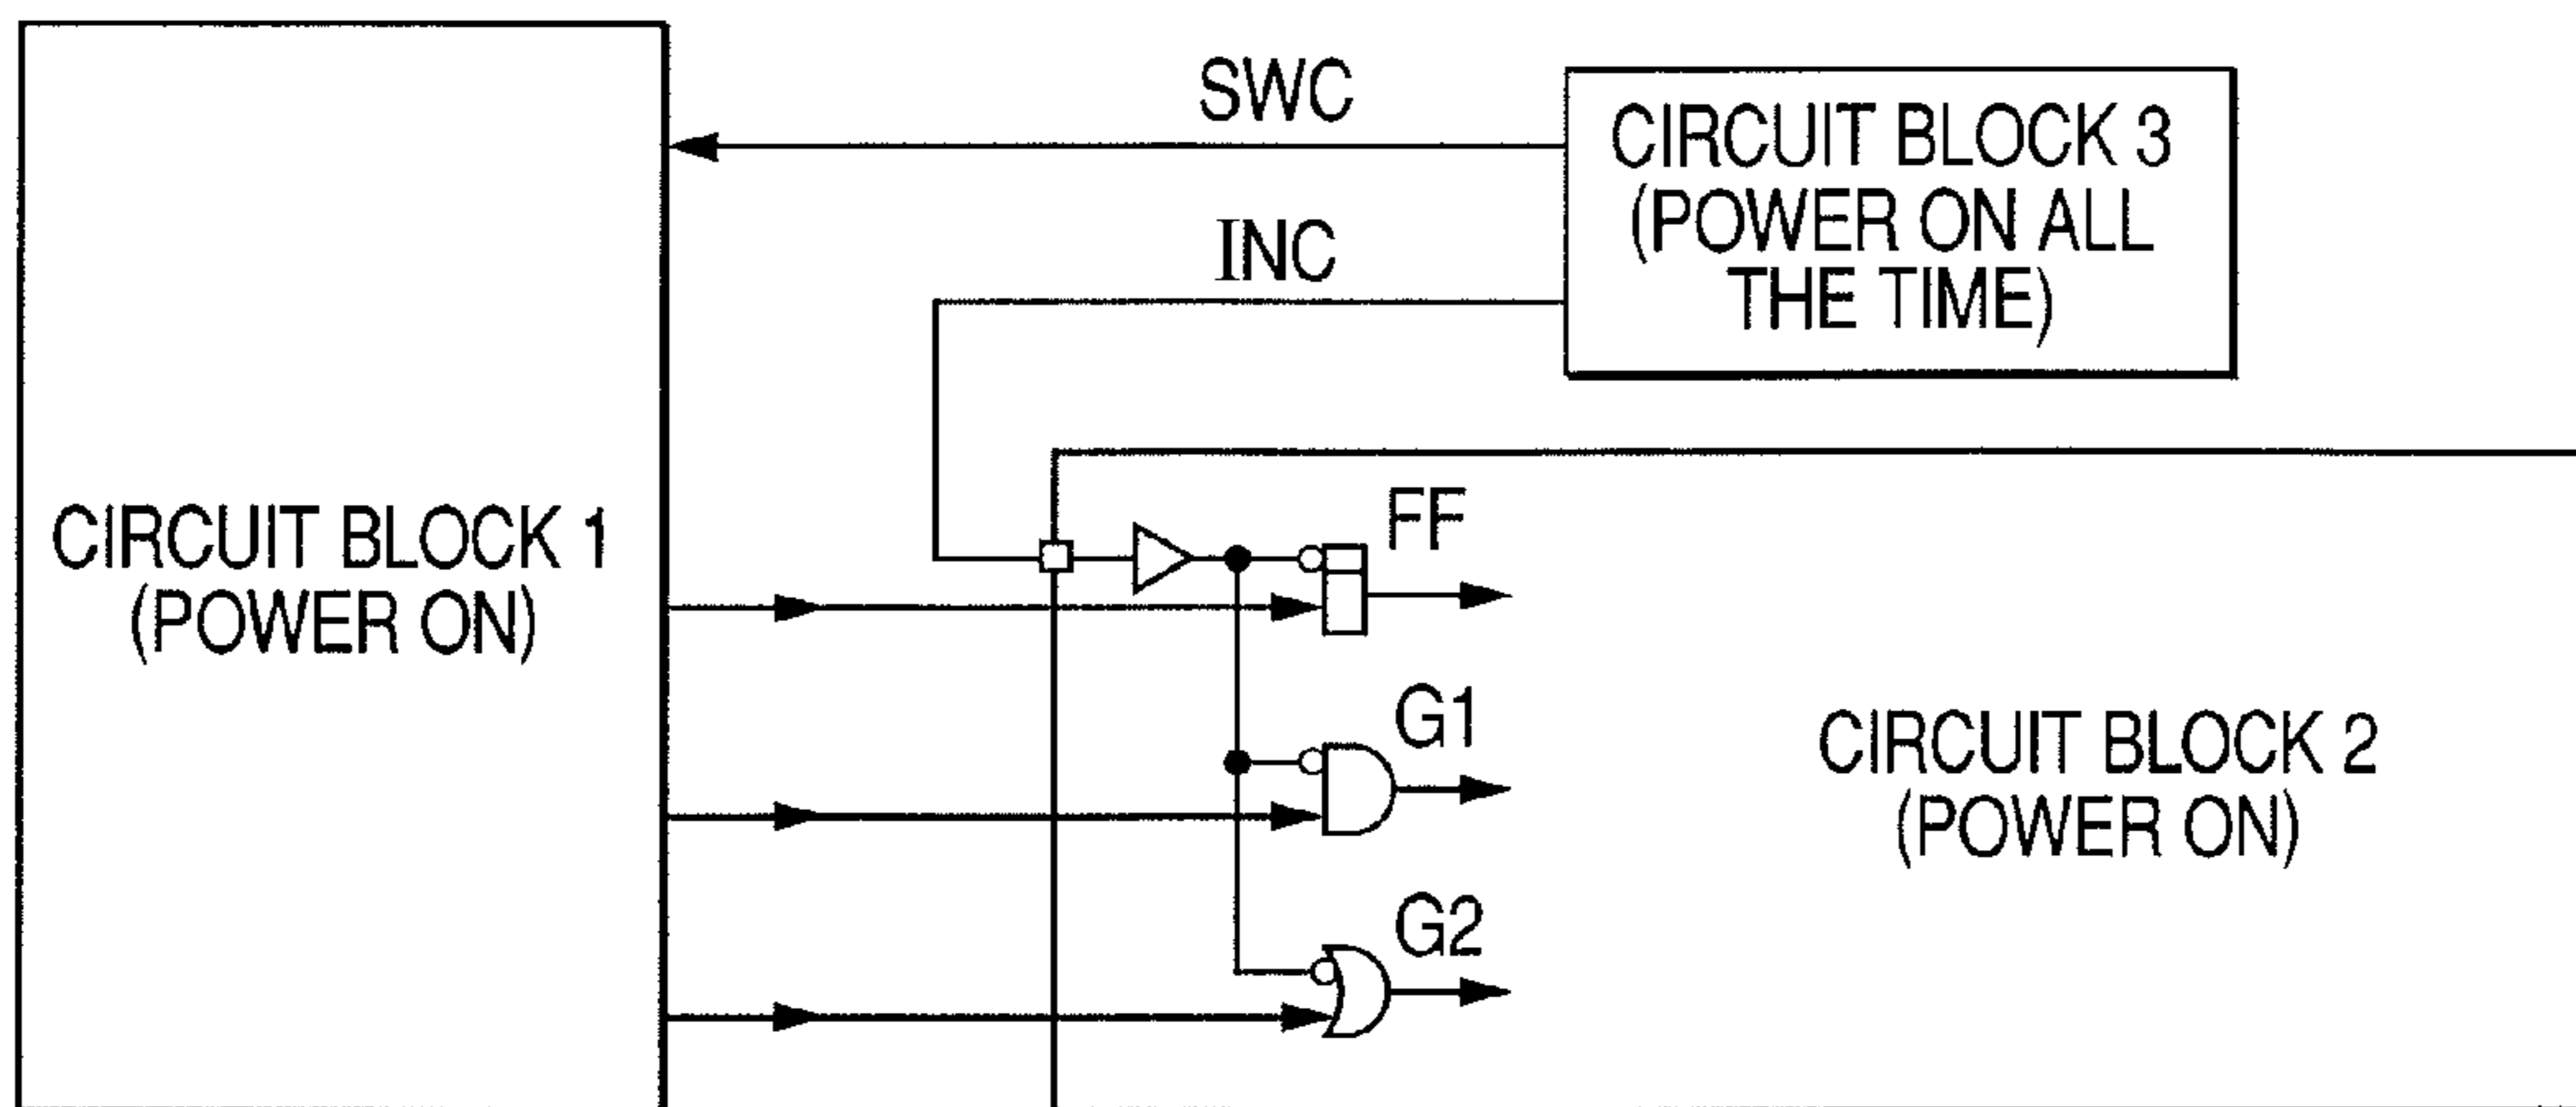 SWC
CIRCUIT BLOCK 3
(POWER ON ALL
THE TIME)
INC
CIRCUIT BLOCK 1
(POWER ON)
FF
G1
CIRCUIT BLOCK 2
(POWER ON)
G2